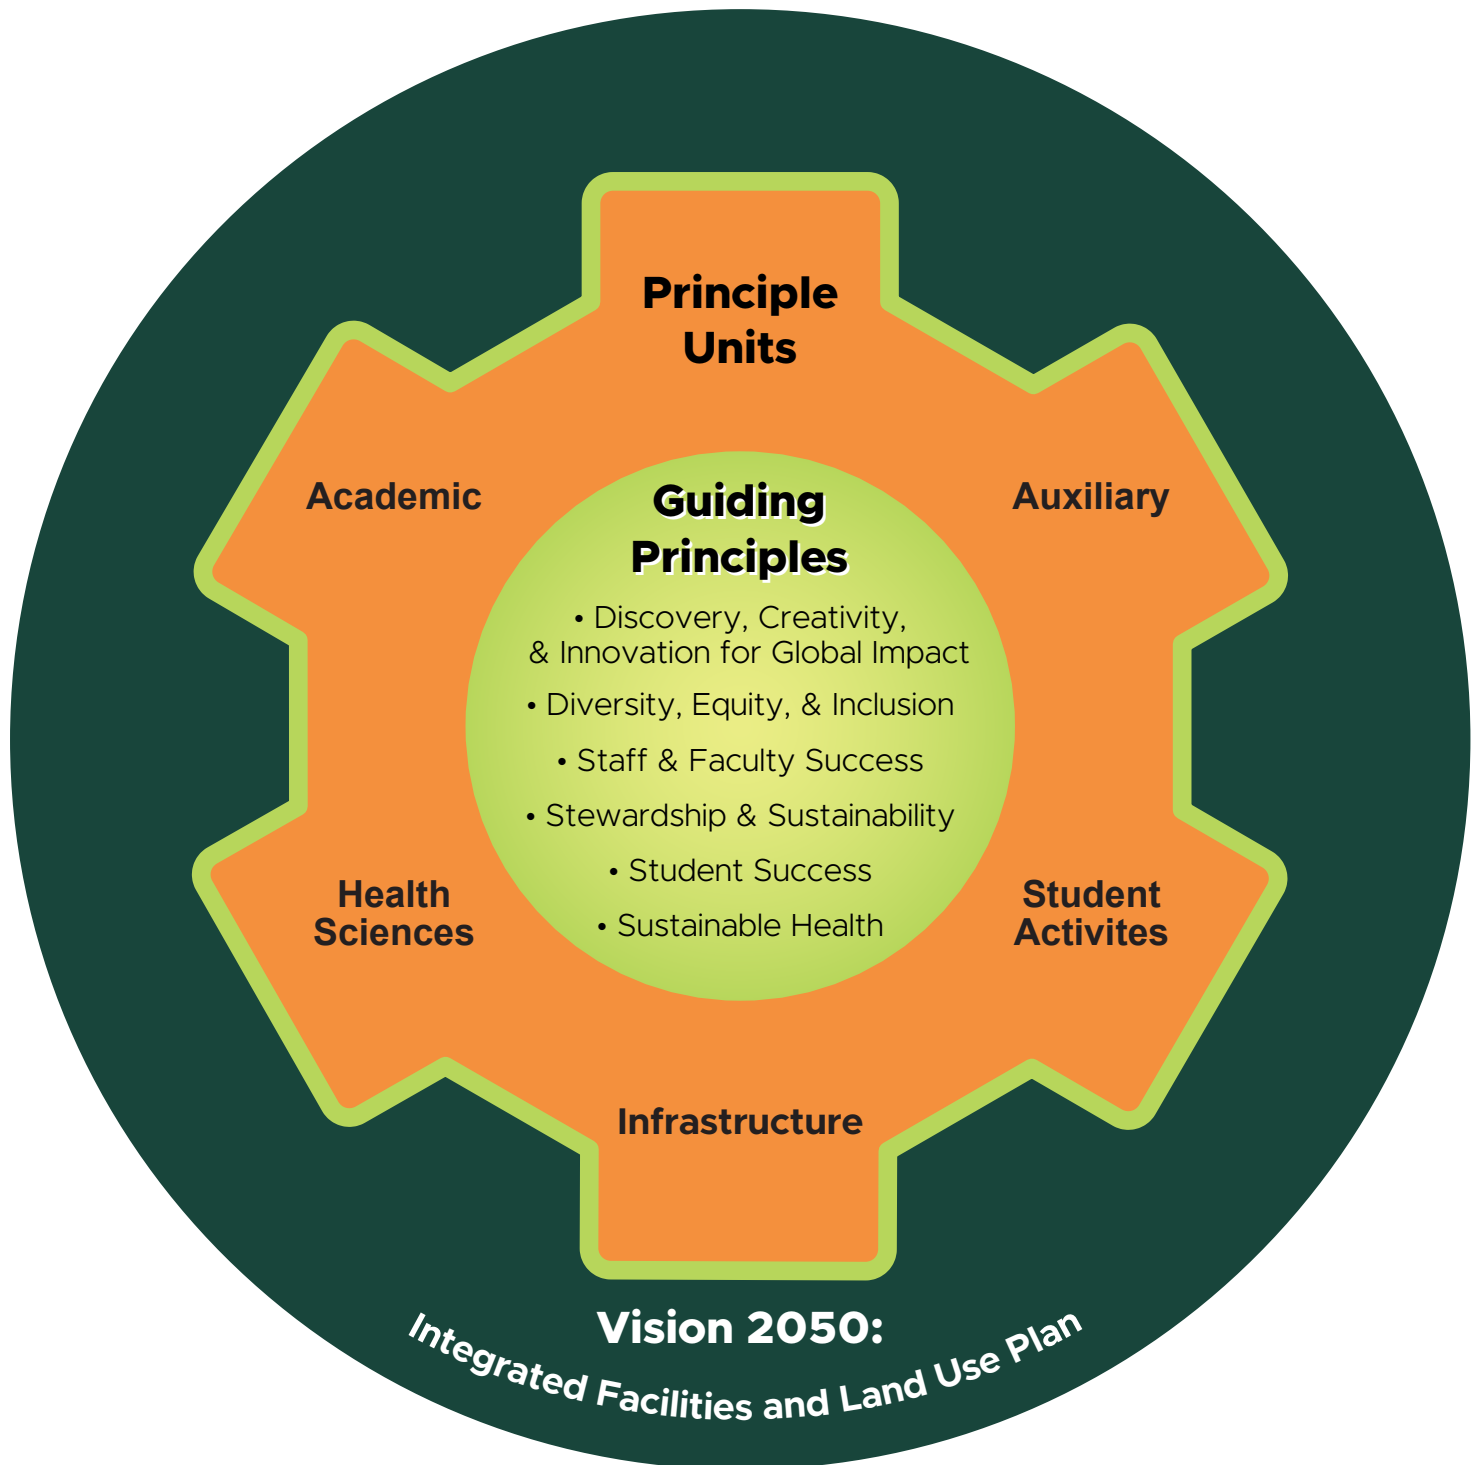 Principle
Units
Academic
Auxiliary
Guiding
Principles
• Discovery, Creativity,
& Innovation for Global Impact
• Diversity, Equity, & Inclusion
• Staff & Faculty Success
• Stewardship & Sustainability
• Student Success
• Sustainable Health
Health
Sciences
Student
Activites
Infrastructure
Vision 2050:
Integrated Facilities and Land Use Plan